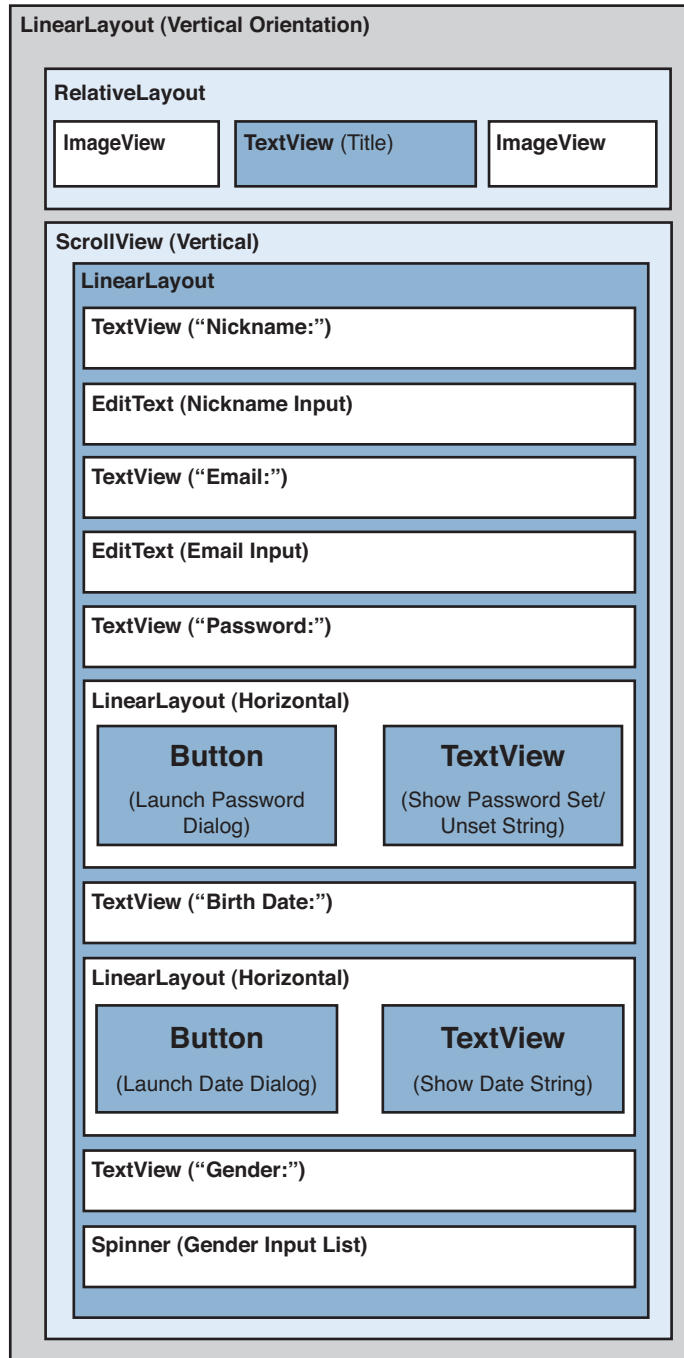 LinearLayout (Vertical Orientation)
RelativeLayout
ImageView
TextView (Title)
ImageView
ScrollView (Vertical)
LinearLayout
TextView (“Nickname:”)
EditText (Nickname Input)
TextView (“Email:”)
EditText (Email Input)
TextView (“Password:”)
LinearLayout (Horizontal)
Button
(Launch Password
Dialog)
TextView
(Show Password Set/
Unset String)
TextView (“Birth Date:”)
LinearLayout (Horizontal)
Button
(Launch Date Dialog)
TextView
(Show Date String)
TextView (“Gender:”)
Spinner (Gender Input List)